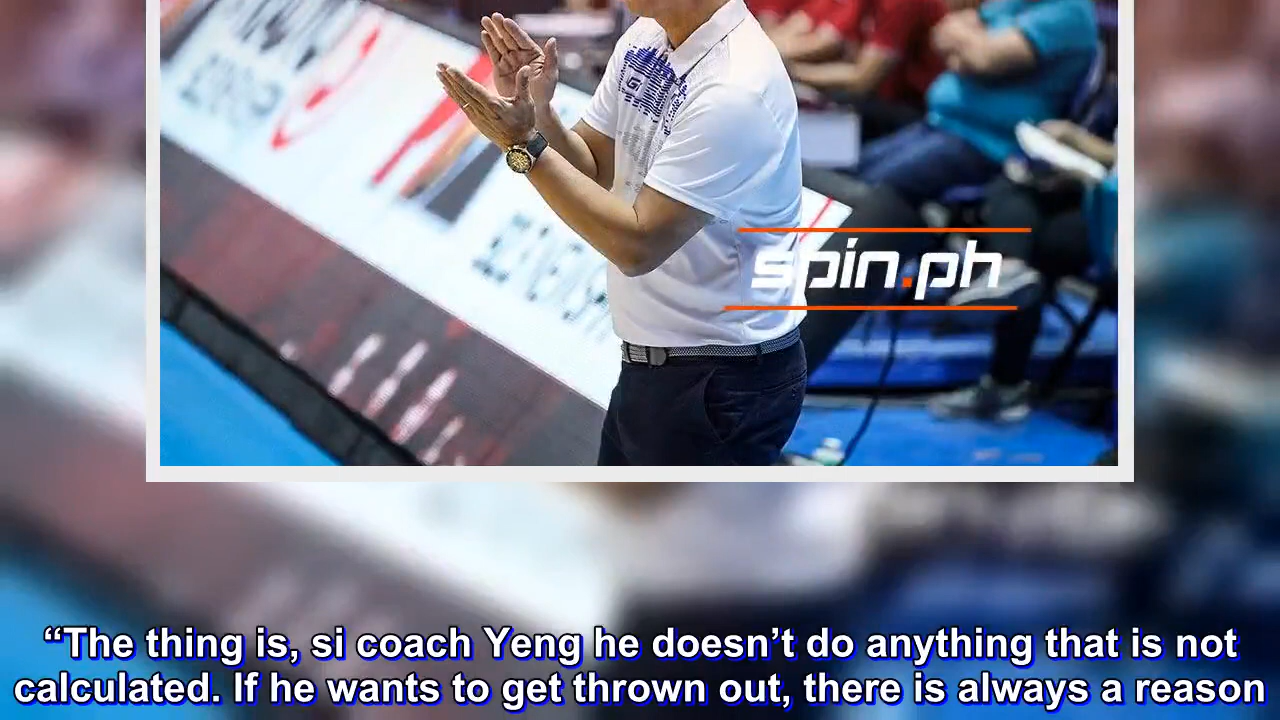 spin.ph
“The thing is, si coach Yeng he doesn’t do anything that is not
calculated. If he wants to get thrown out, there is always a reason